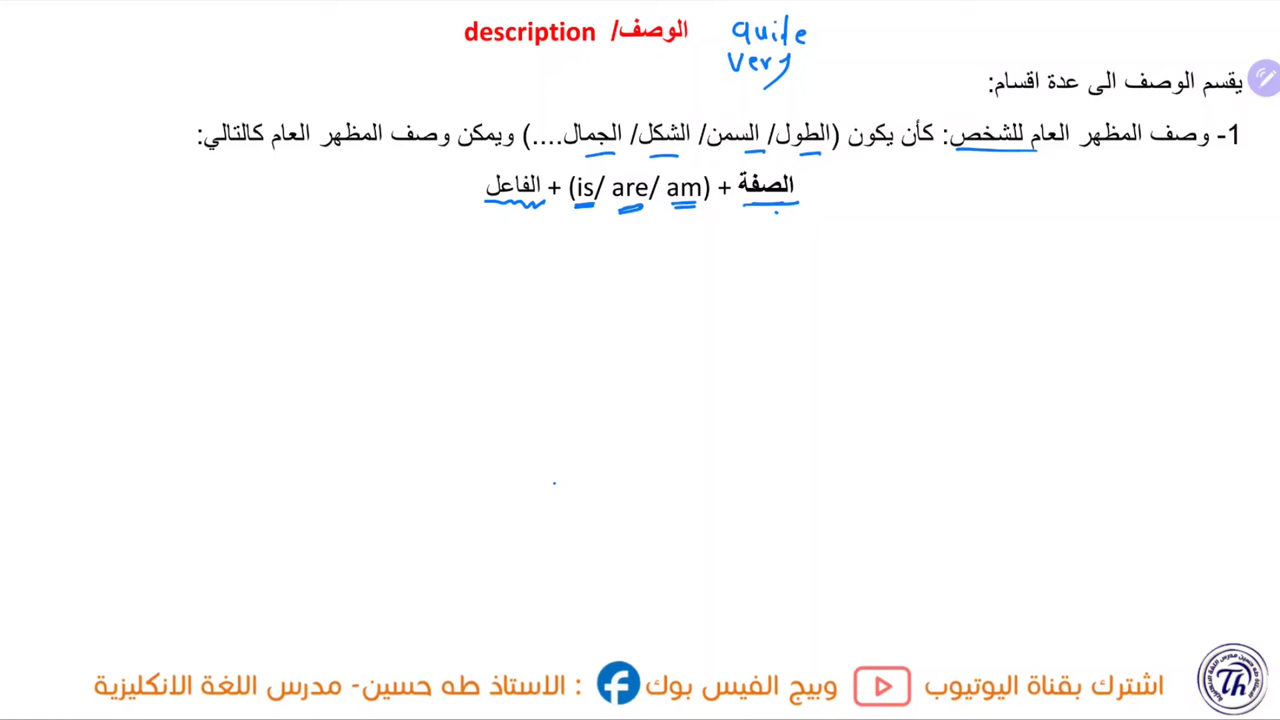 description /الوصف
quite
very
يقسم الوصف الى عدة اقسام:
1- وصف المظهر العام للشخص: كأن يكون (الطول/ السمن/ الشكل/ الجمال....) ويمكن وصف المظهر العام كالتالي:
الفاعل + (is/ are/ am) + الصفة
اشترك بقناة اليوتيوب وبيج الفيس بوك : الاستاذ طه حسين- مدرس اللغة الانكليزية
Th